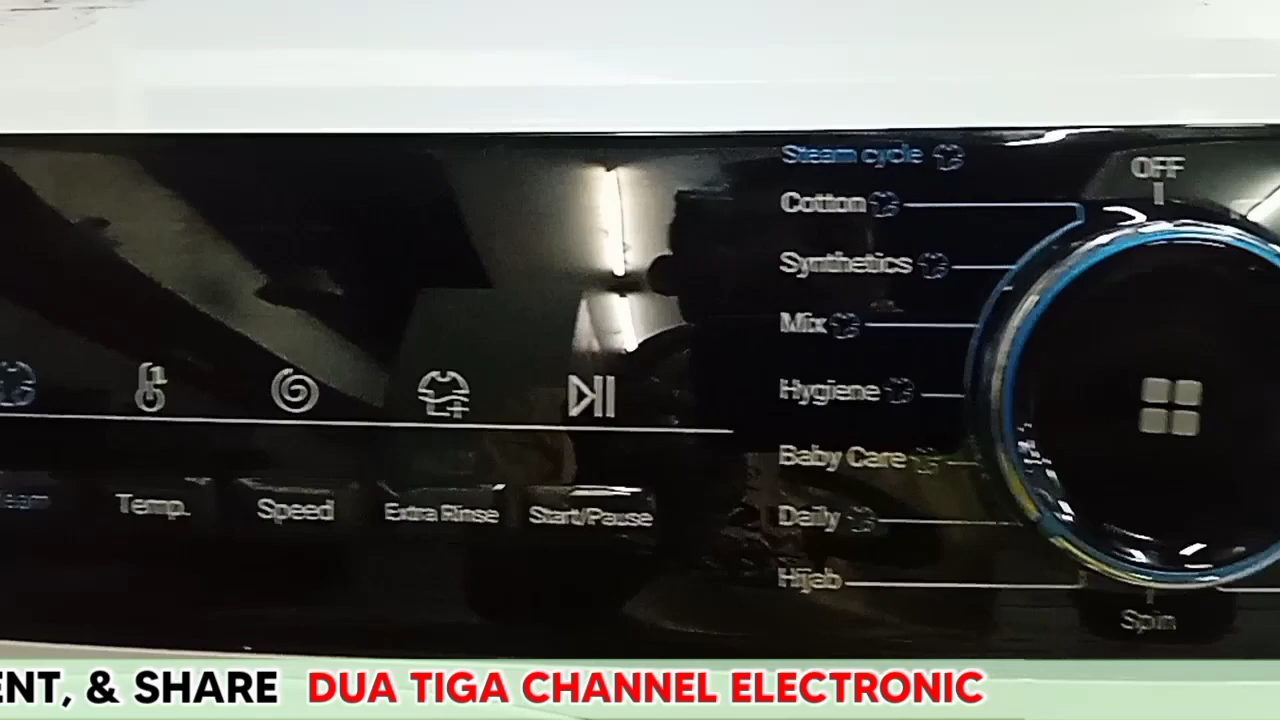 Steam cycle
OFF
Cotton
Synthetics
Mix
Hygiene
Baby Care
Daily
Hijab
Spin
Temp.
Speed
Extra Rinse
Start/Pause
& SHARE DUA TIGA CHANNEL ELECTRONIC